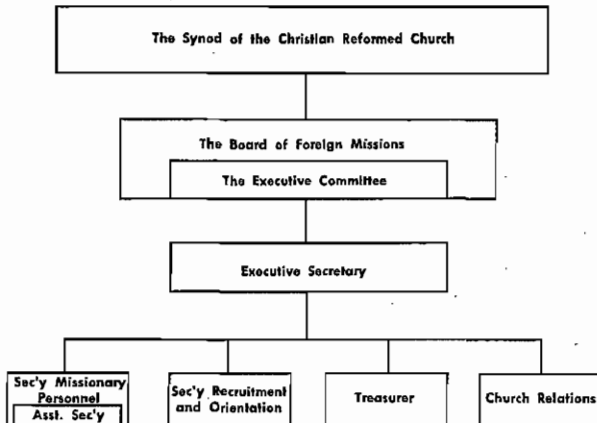 The Synod of the Christian Reformed Church
The Board of Foreign Missions
The Executive Committee
Executive Secretary
Sec'y Missionary
Personnel
Asst. Sec'y
Sec'y Recruitment
and Orientation
Treasurer
Church Relations